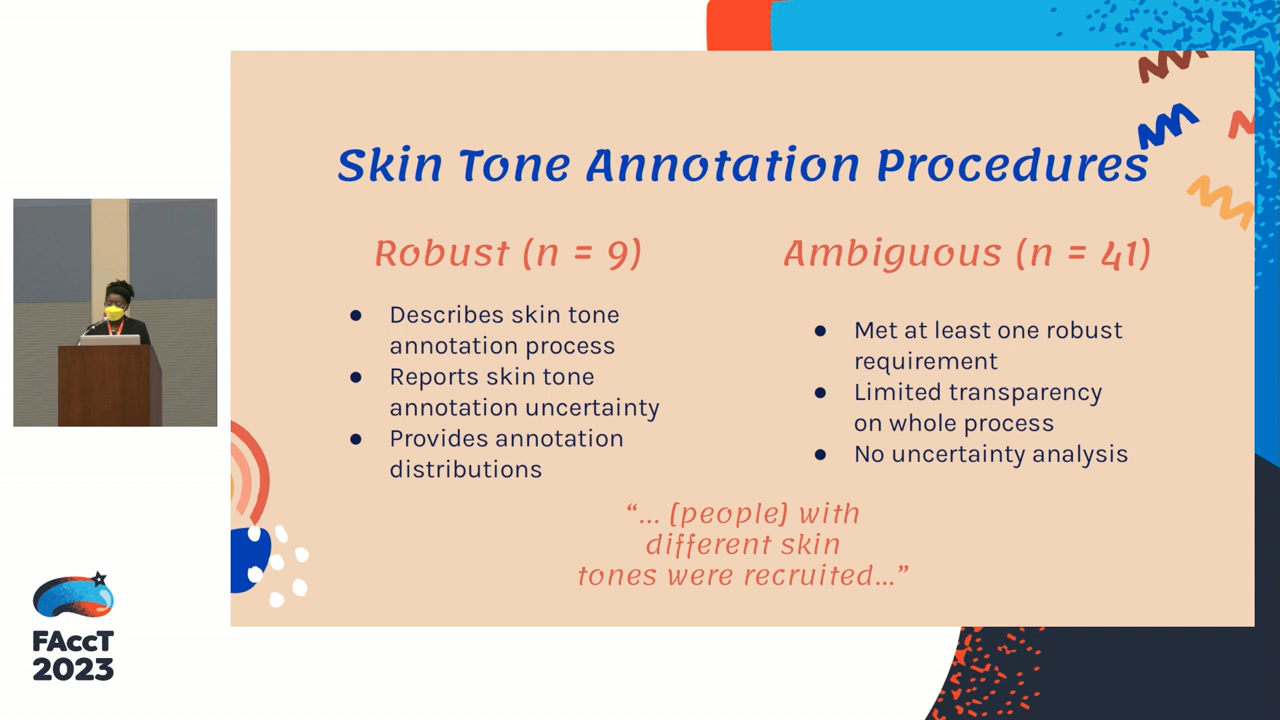 Skin Tone Annotation Procedures
Robust (n = 9)
● Describes skin tone
annotation process
● Reports skin tone
annotation uncertainty
● Provides annotation
distributions
Ambiguous (n = 41)
● Met at least one robust
requirement
● Limited transparency
on whole process
● No uncertainty analysis
“... [people] with
different skin
tones were recruited...”
FAccT
2023